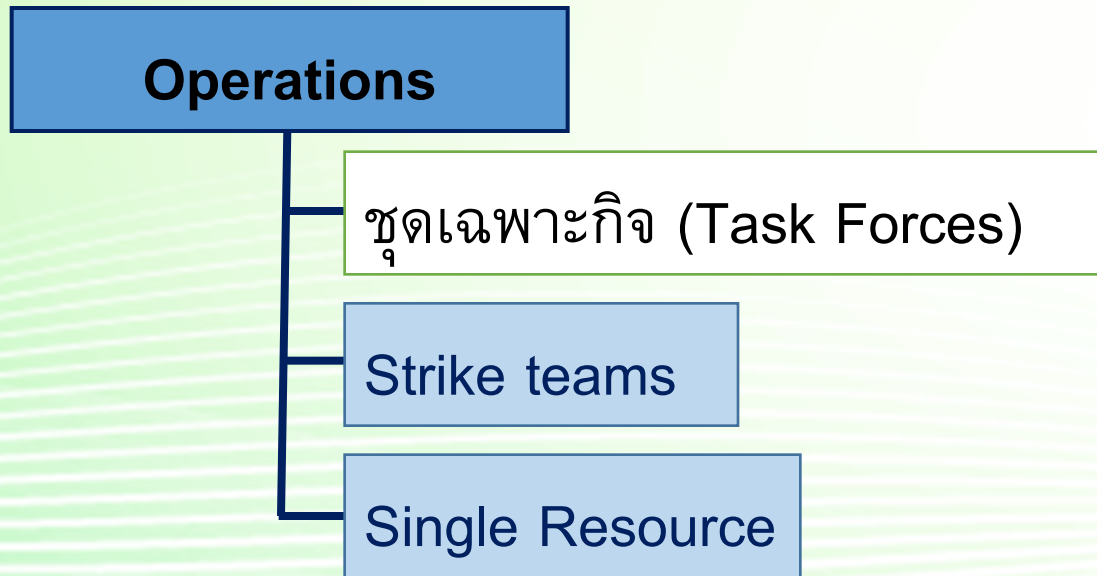 Operations
ชุดเฉพาะกิจ (Task Forces)
Strike teams
Single Resource